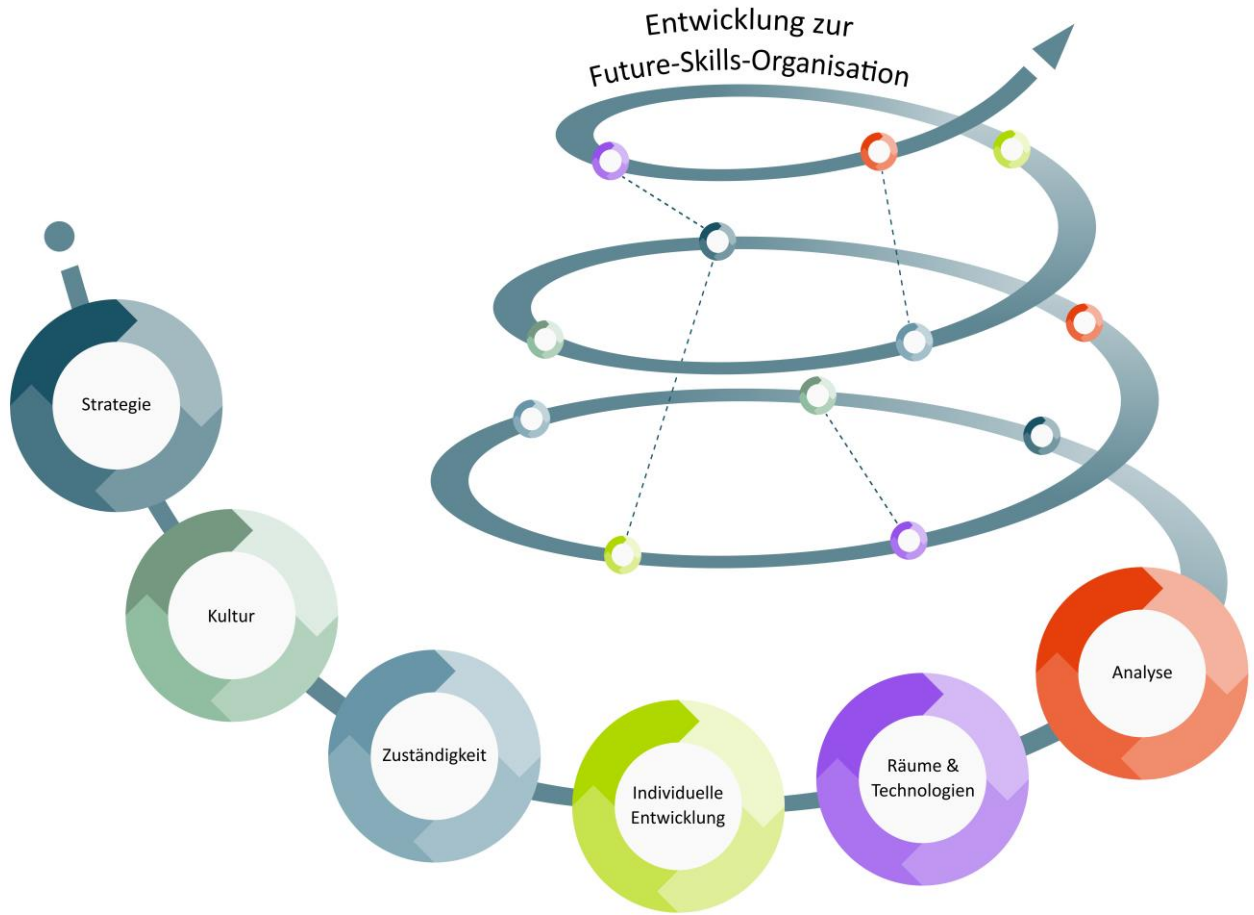 Entwicklung zur
Future-Skills-Organisation
Strategie
Kultur
Zuständigkeit
Individuelle
Entwicklung
Räume &
Technologien
Analyse